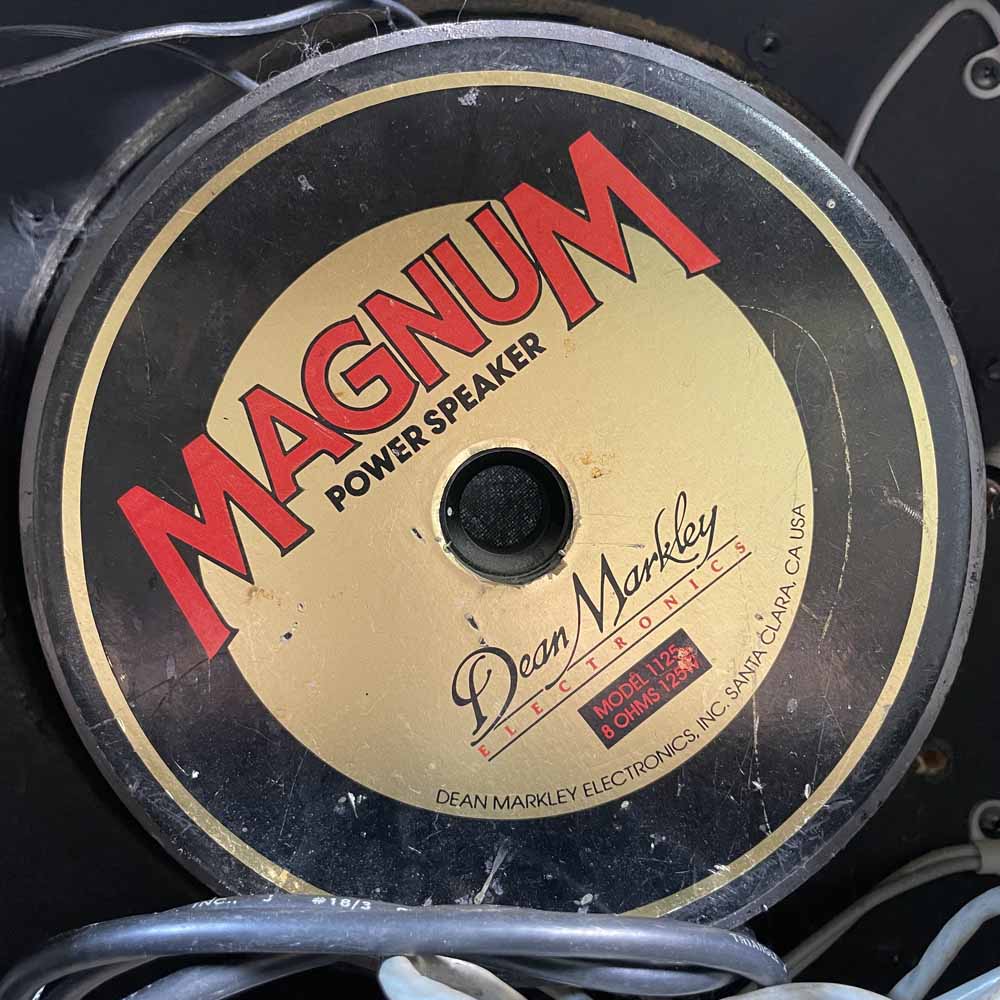 MAGNUM
POWER SPEAKER
Dean Markley
ELECTRONICS
MODEL 1125
8 OHMS 125W
DEAN MARKLEY ELECTRONICS, INC. SANTA CLARA, CA USA
INC. #18/3